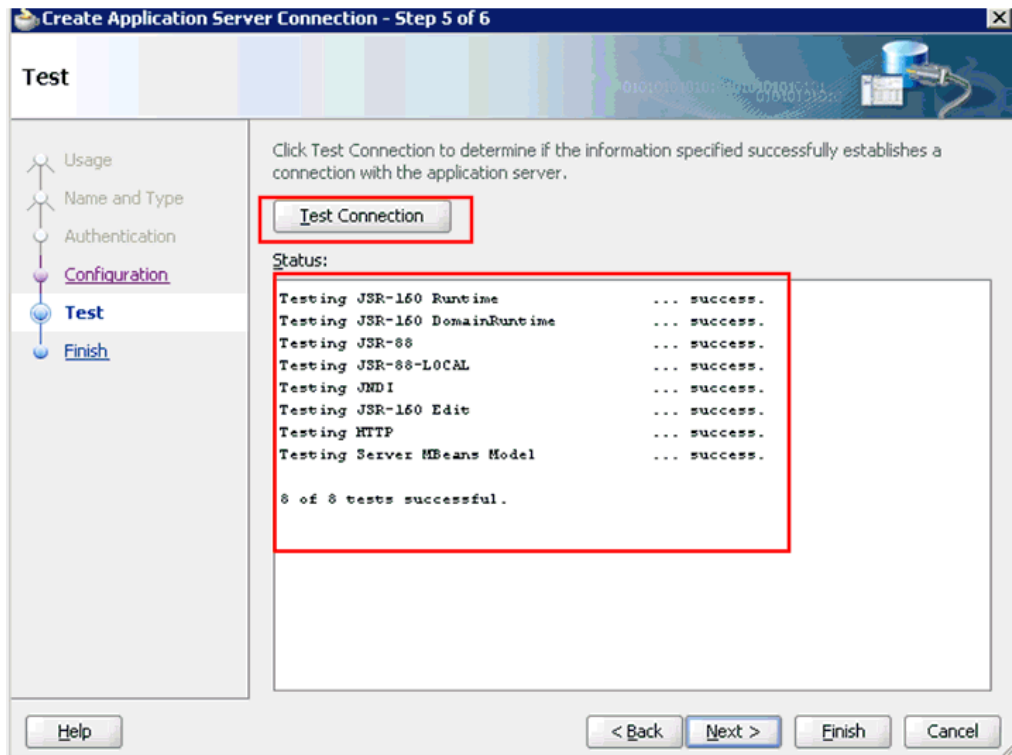 Create Application Server Connection - Step 5 of 6
Test
Usage
Name and Type
Authentication
Configuration
Test
Finish
Click Test Connection to determine if the information specified successfully establishes a
connection with the application server.
Test Connection
Status:
Testing JSR-160 Runtime ... success.
Testing JSR-160 DomainRuntime ... success.
Testing JSR-88 ... success.
Testing JSR-88-LOCAL ... success.
Testing JNDI ... success.
Testing JSR-160 Edit ... success.
Testing HTTP ... success.
Testing Server MBeans Model ... success.
8 of 8 tests successful.
Help
< Back
Next >
Finish
Cancel